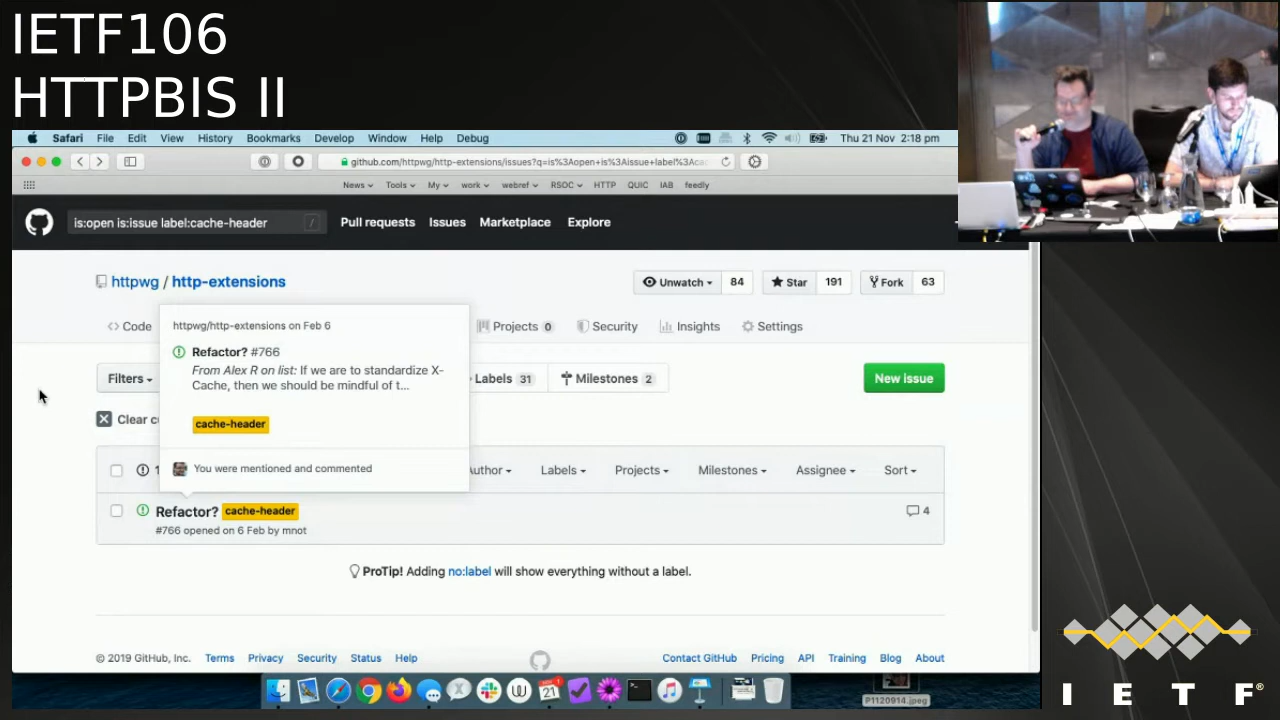 IETF106
HTTPBIS II
Safari File Edit View History Bookmarks Develop Window Help Debug Thu 21 Nov 2:18 pm
github.com/httpwg/http-extensions/issues?q=is%3Aopen+is%3Aissue+label%3Aca
News Tools My work webref RSOC HTTP QUIC IAB feedly
is:open is:issue label:cache-header / Pull requests Issues Marketplace Explore
httpwg / http-extensions Unwatch 84 Star 191 Fork 63
<> Code Projects 0 Security Insights Settings
httpwg/http-extensions on Feb 6
Refactor? #766
From Alex R on list: If we are to standardize X-
Cache, then we should be mindful of t...
cache-header
You were mentioned and commented
Filters Labels 31 Milestones 2 New issue
Clear
1 Labels Projects Milestones Assignee Sort
Refactor? cache-header 4
#766 opened on 6 Feb by mnot
ProTip! Adding no:label will show everything without a label.
© 2019 GitHub, Inc. Terms Privacy Security Status Help Contact GitHub Pricing API Training Blog About
21
P1120914.jpeg
I E T F®